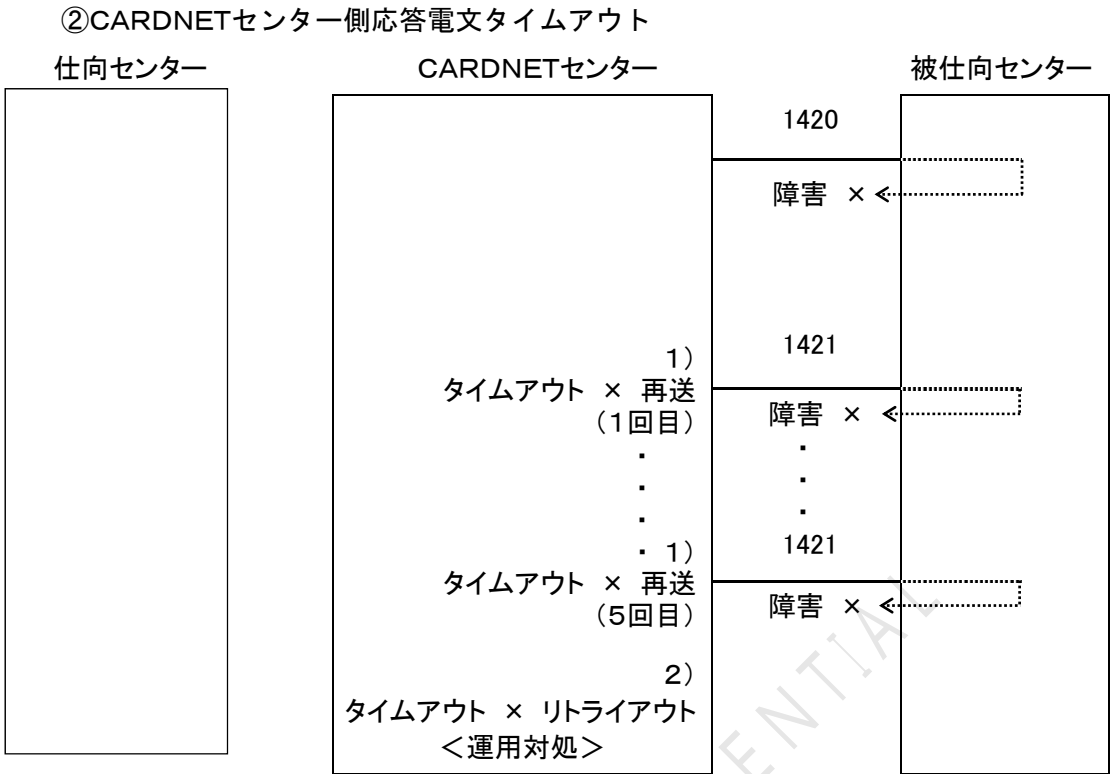 ②CARDNETセンター側応答電文タイムアウト
仕向センター
CARDNETセンター
被仕向センター
1420
障害 ×
1)
タイムアウト × 再送
(1回目)
1421
障害 ×
・
・
・
・
・
・
・ 1)
タイムアウト × 再送
(5回目)
1421
障害 ×
2)
タイムアウト × リトライアウト
＜運用対処＞
ENTIAL